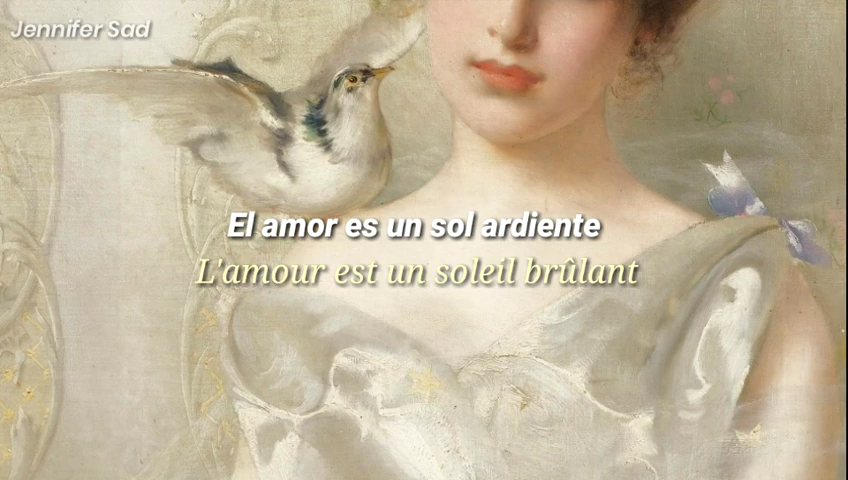 Jennifer Sad
El amor es un sol ardiente
L'amour est un soleil brûlant